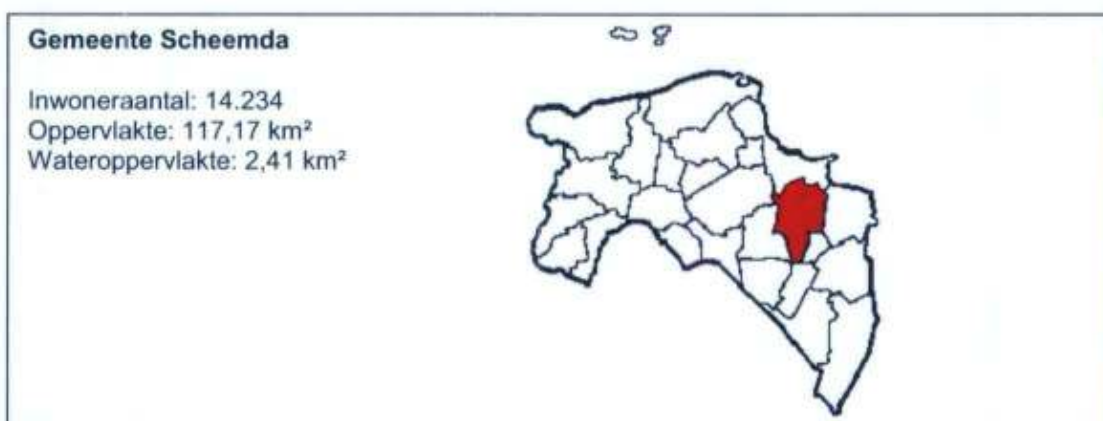 Gemeente Scheemda
Inwoneraantal: 14.234
Oppervlakte: 117,17 km²
Wateroppervlakte: 2,41 km²